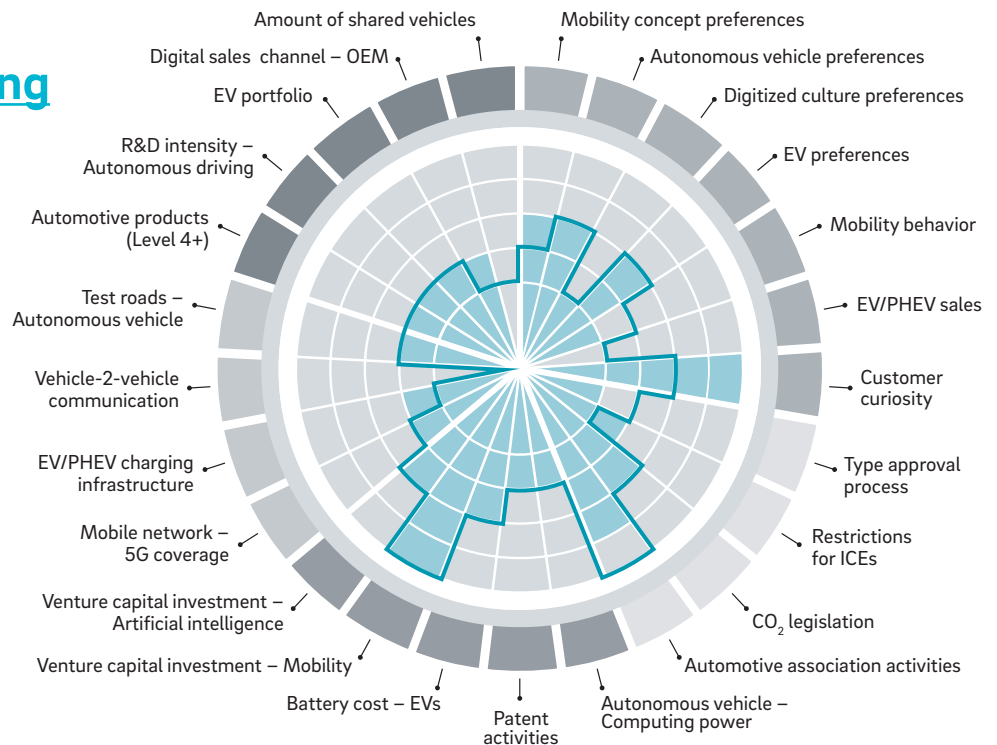 ng
Amount of shared vehicles
Mobility concept preferences
Digital sales channel – OEM
Autonomous vehicle preferences
EV portfolio
Digitized culture preferences
R&D intensity –
Autonomous driving
EV preferences
Automotive products
(Level 4+)
Mobility behavior
Test roads –
Autonomous vehicle
EV/PHEV sales
Vehicle-2-vehicle
communication
Customer
curiosity
EV/PHEV charging
infrastructure
Type approval
process
Mobile network –
5G coverage
Restrictions
for ICEs
Venture capital investment –
Artificial intelligence
CO2 legislation
Venture capital investment – Mobility
Automotive association activities
Battery cost – EVs
Autonomous vehicle –
Computing power
Patent
activities